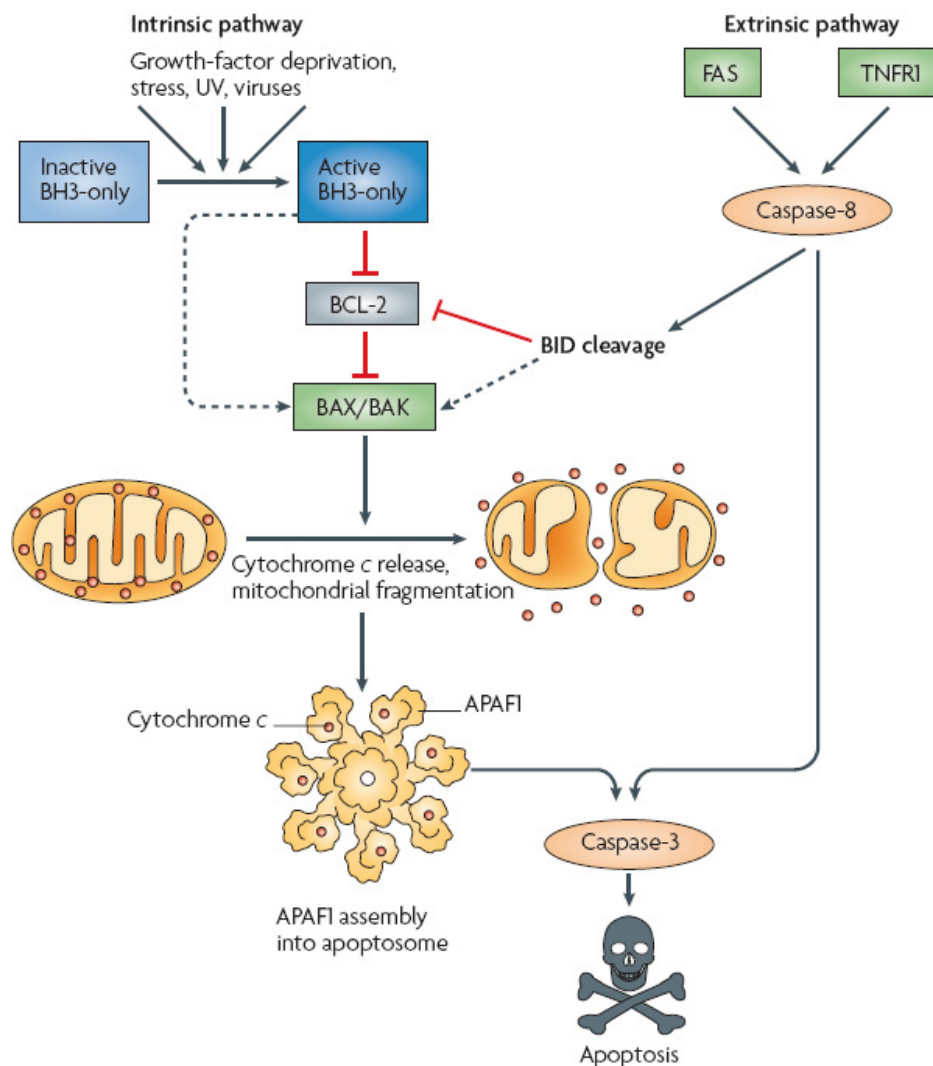 Intrinsic pathway
Growth-factor deprivation,
stress, UV, viruses
Extrinsic pathway
FAS
TNFR1
Inactive
BH3-only
Active
BH3-only
Caspase-8
BCL-2
BID cleavage
BAX/BAK
Cytochrome c release,
mitochondrial fragmentation
Cytochrome c
APAF1
Caspase-3
APAF1 assembly
into apoptosome
Apoptosis